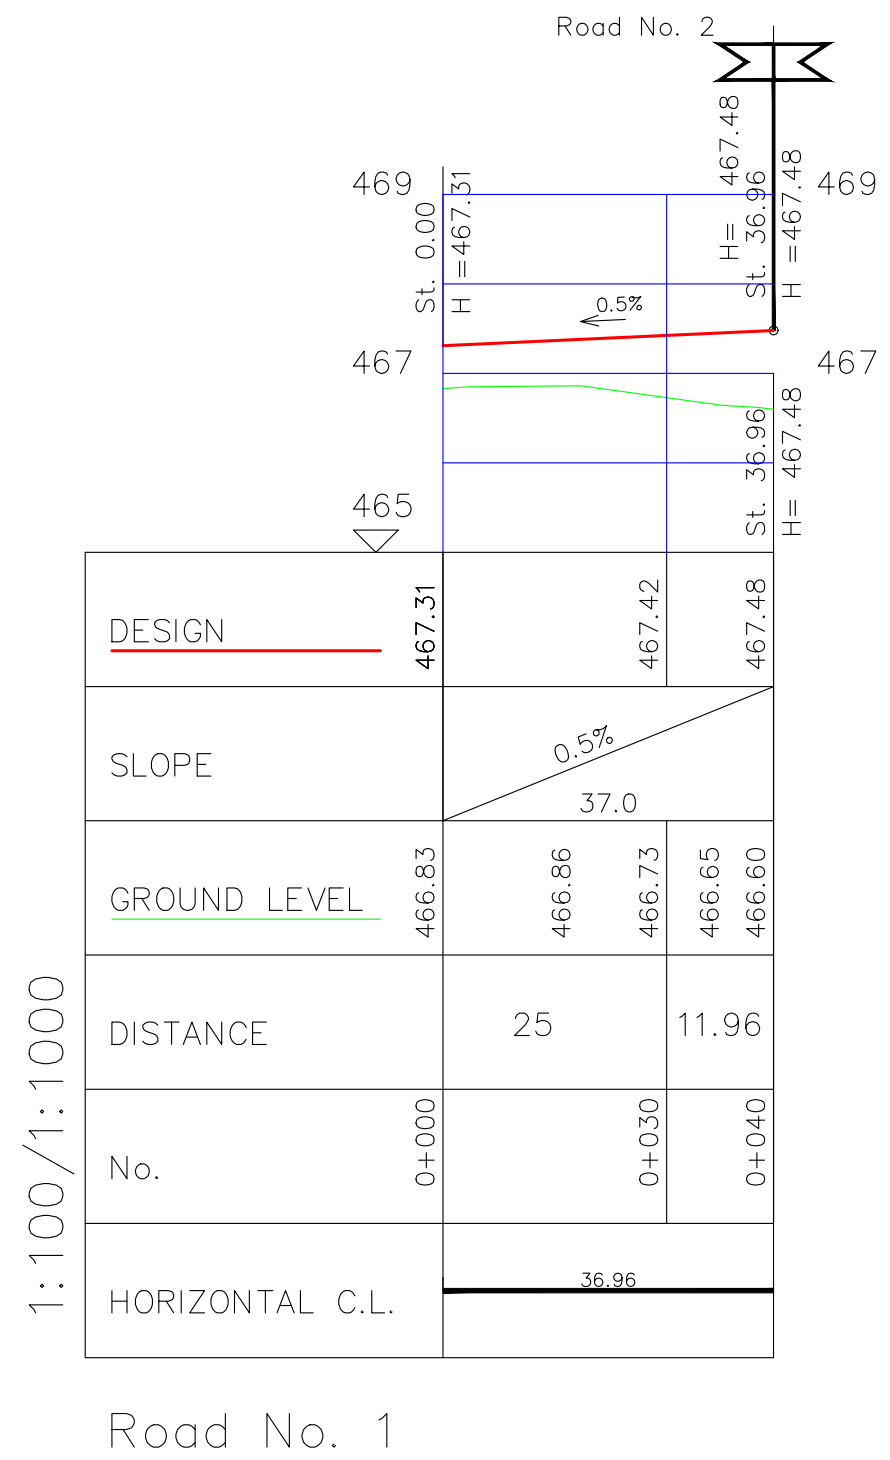 Road No. 2
H= 467.48
St. 36.96
H =467.48
469
St. 0.00
H =467.31
469
0.5%
467
467
St. 36.96
H= 467.48
465
DESIGN
467.31
467.42
467.48
SLOPE
0.5%
37.0
GROUND LEVEL
466.83
466.86
466.73
466.65
466.60
DISTANCE
25
11.96
No.
0+000
0+030
0+040
HORIZONTAL C.L.
36.96
1:100/1:1000
Road No. 1